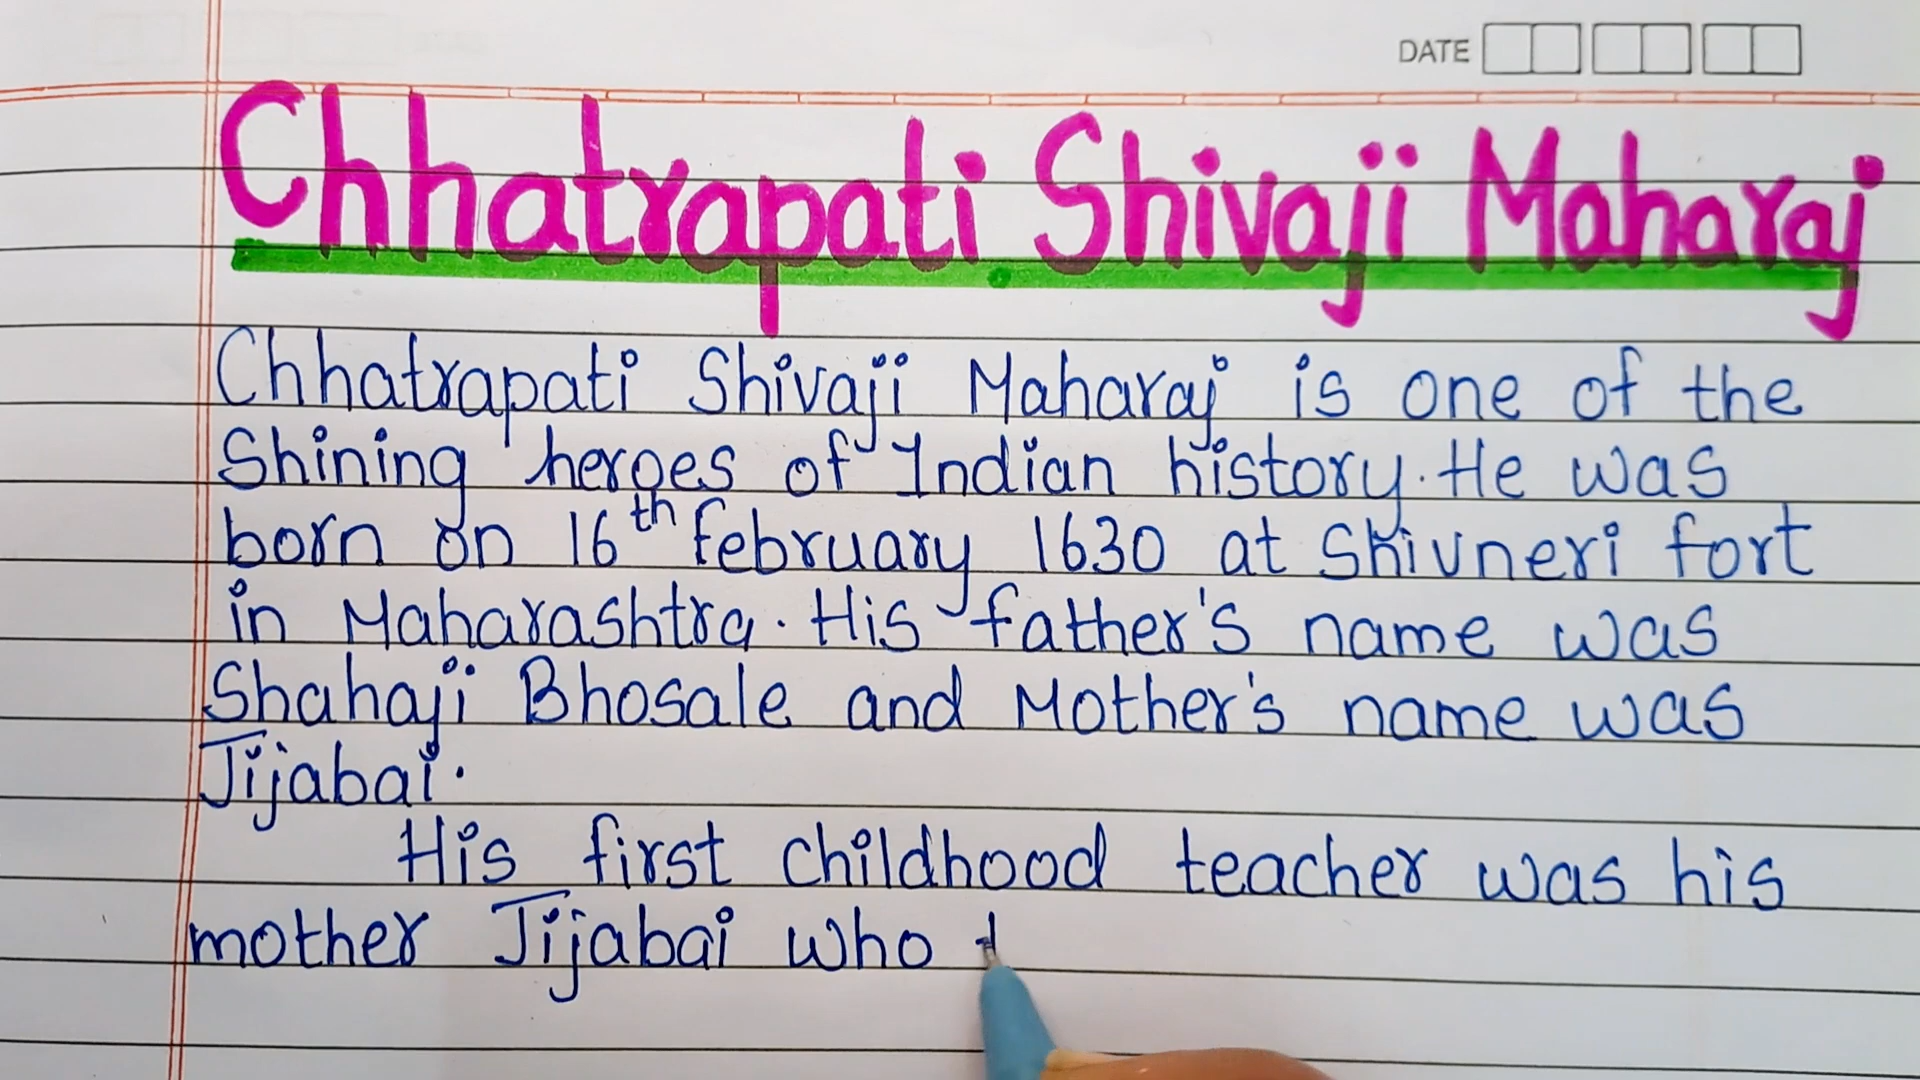 DATE
Chhatrapati Shivaji Maharaj
Chhatrapati Shivaji Maharaj is one of the
Shining heroes of Indian history. He was
born on 16th february 1630 at Shivneri fort
in Maharashtra. His father's name was
Shahaji Bhosale and Mother's name was
Jijabai.
His first childhood teacher was his
mother Jijabai who